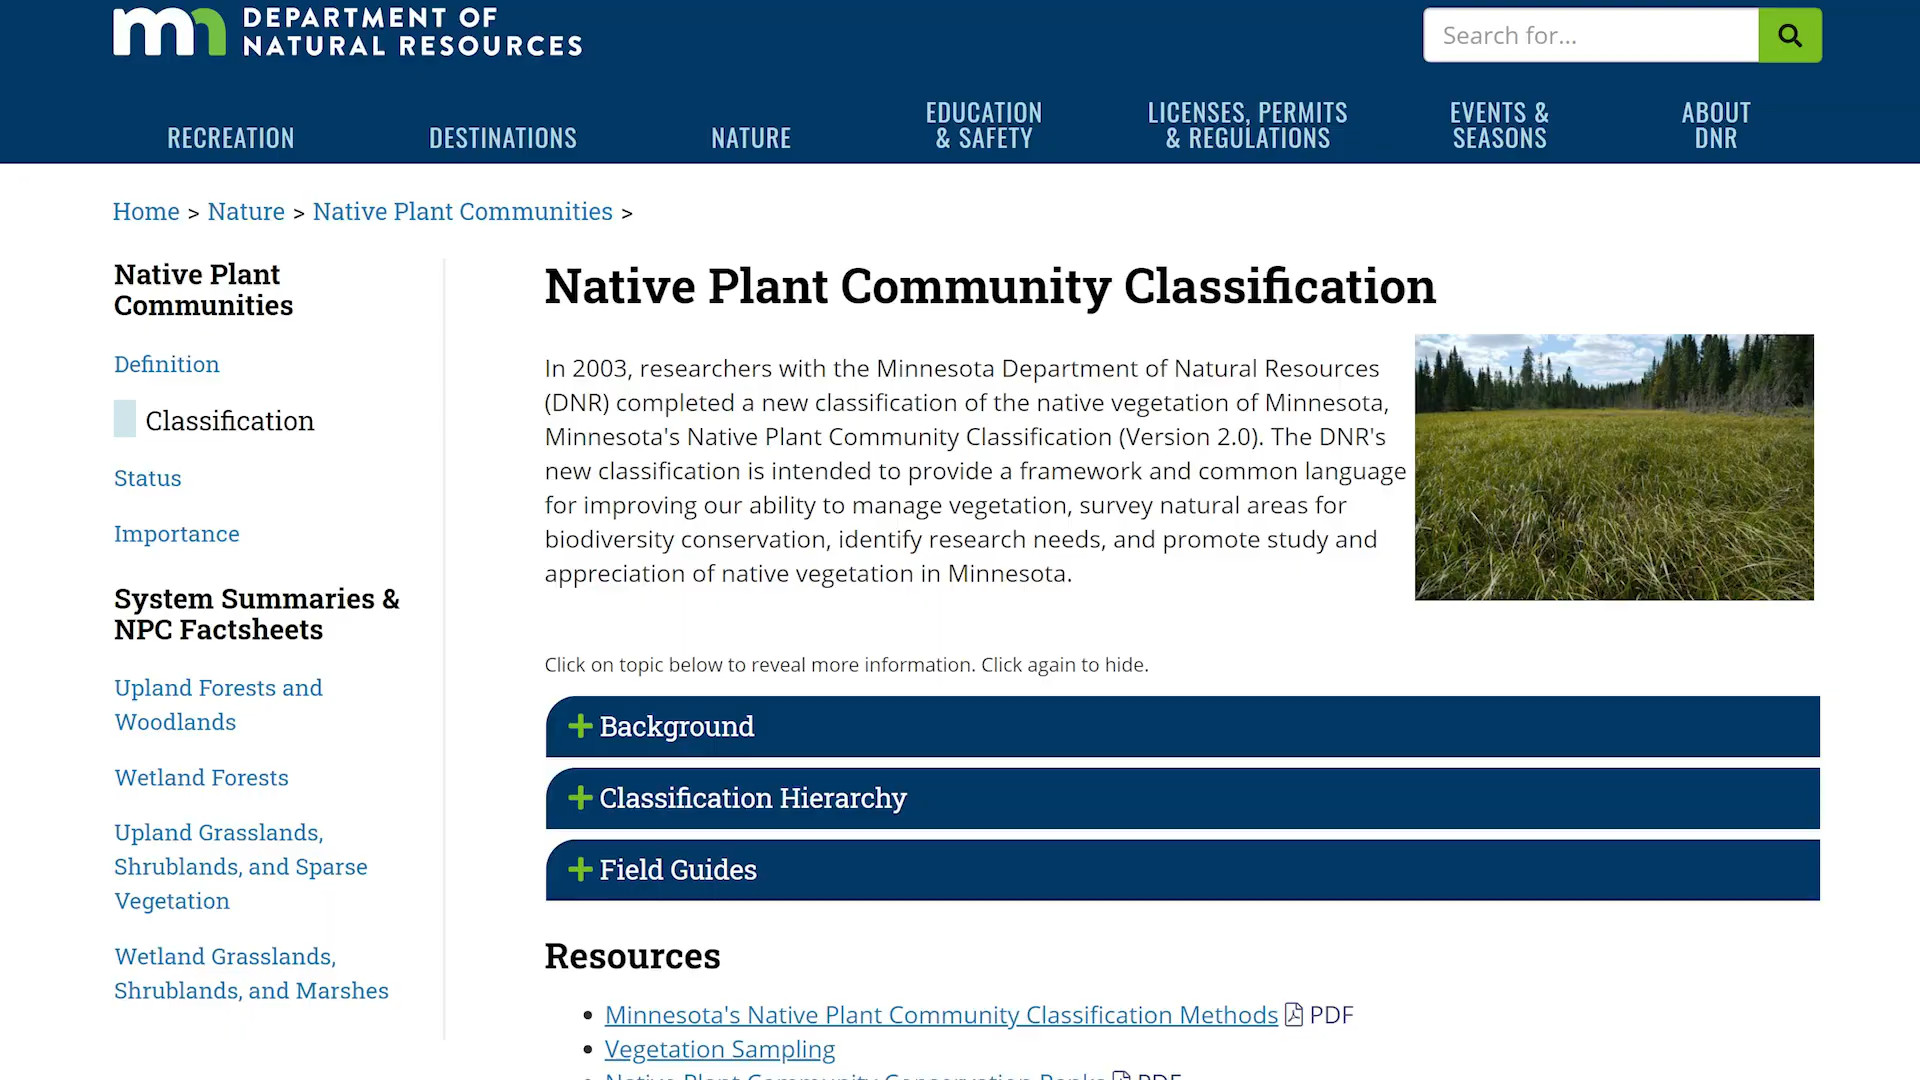 mn DEPARTMENT OF
NATURAL RESOURCES
Search for...
RECREATION
DESTINATIONS
NATURE
EDUCATION
& SAFETY
LICENSES, PERMITS
& REGULATIONS
EVENTS &
SEASONS
ABOUT
DNR
Home > Nature > Native Plant Communities >
Native Plant
Communities
Definition
Classification
Status
Importance
System Summaries &
NPC Factsheets
Upland Forests and
Woodlands
Wetland Forests
Upland Grasslands,
Shrublands, and Sparse
Vegetation
Wetland Grasslands,
Shrublands, and Marshes
Native Plant Community Classification
In 2003, researchers with the Minnesota Department of Natural Resources
(DNR) completed a new classification of the native vegetation of Minnesota,
Minnesota's Native Plant Community Classification (Version 2.0). The DNR's
new classification is intended to provide a framework and common language
for improving our ability to manage vegetation, survey natural areas for
biodiversity conservation, identify research needs, and promote study and
appreciation of native vegetation in Minnesota.
Click on topic below to reveal more information. Click again to hide.
Background
Classification Hierarchy
Field Guides
Resources
Minnesota's Native Plant Community Classification Methods PDF
Vegetation Sampling
Native Plant Community Conservation Ranks PDF